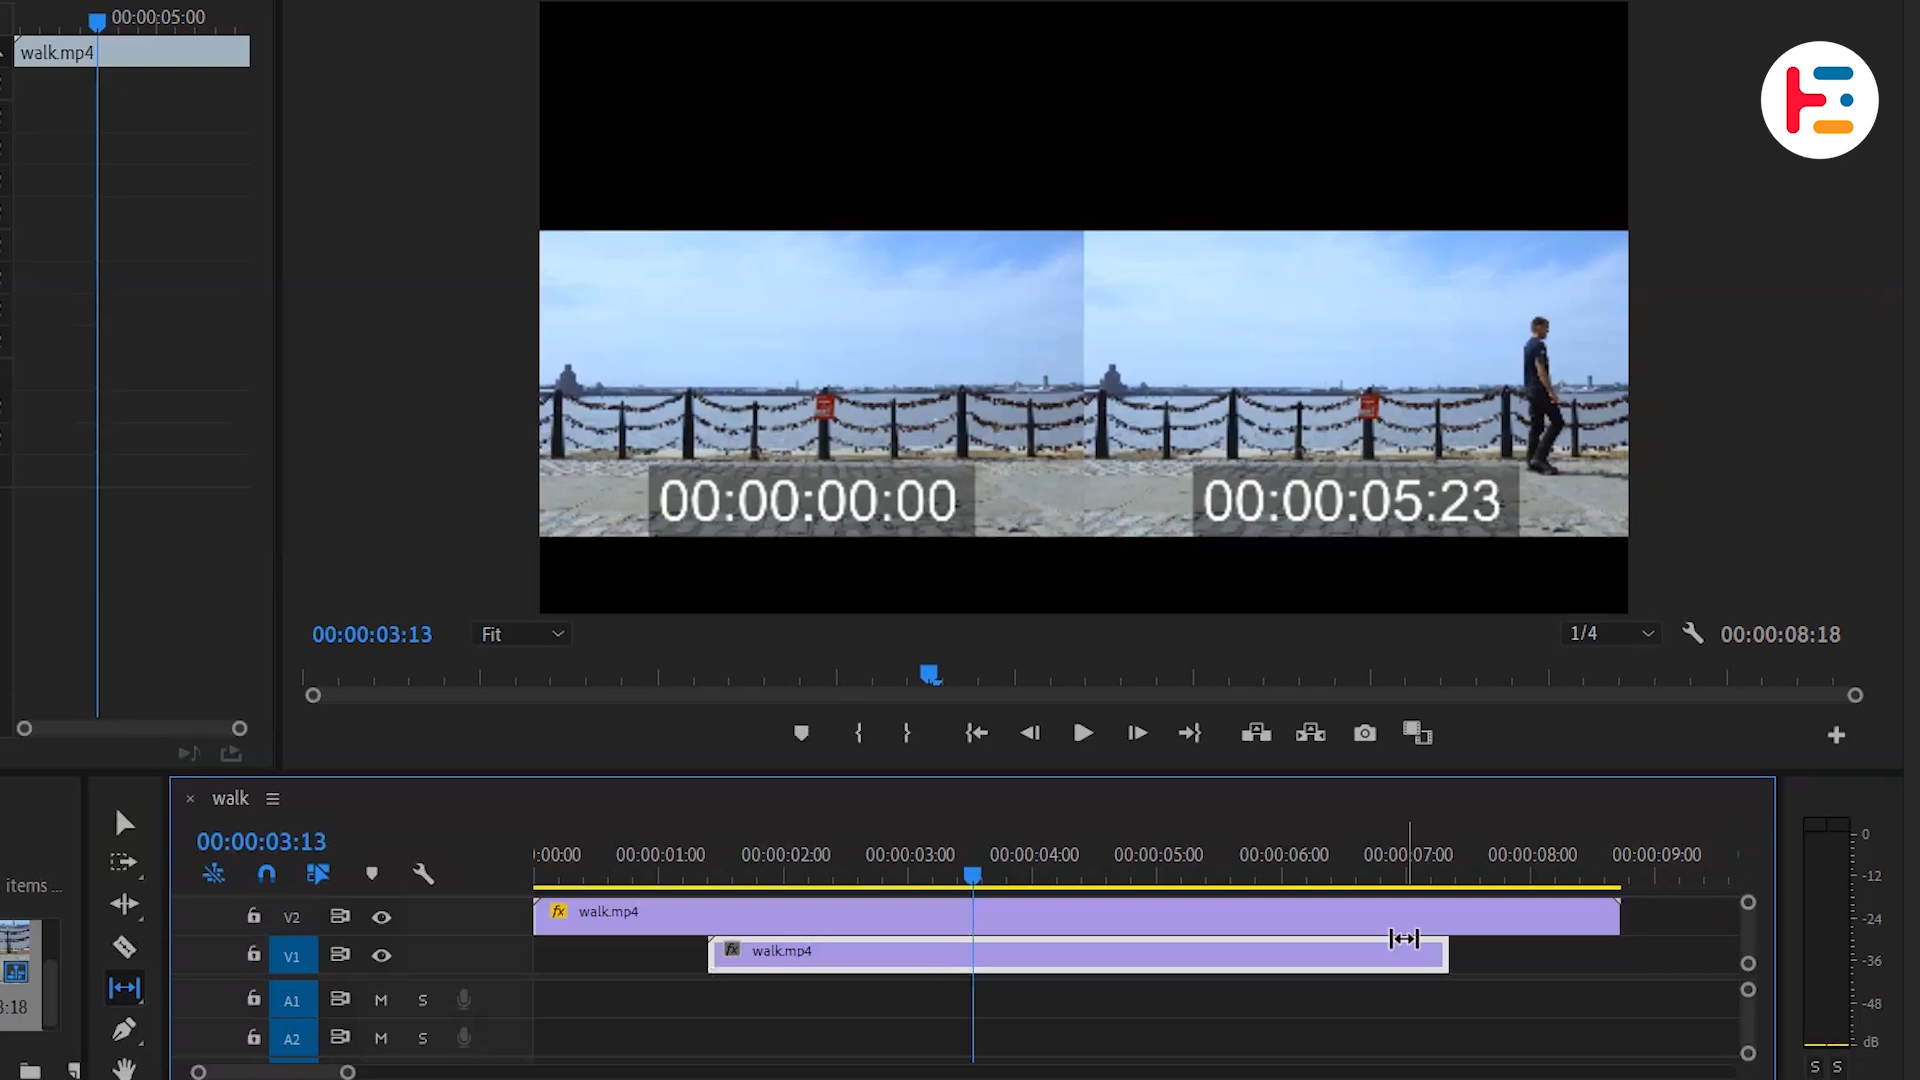 00:00:05:00
walk.mp4
00:00:00:00
00:00:05:23
00:00:03:13
Fit
1/4
00:00:08:18
walk
00:00:03:13
:00:00
00:00:01:00
00:00:02:00
00:00:03:00
00:00:04:00
00:00:05:00
00:00:06:00
00:00:07:00
00:00:08:00
00:00:09:00
items ...
V2
fx walk.mp4
V1
fx walk.mp4
A1
M
S
A2
M
S
8:18
0
-12
-24
-36
-48
dB
S S